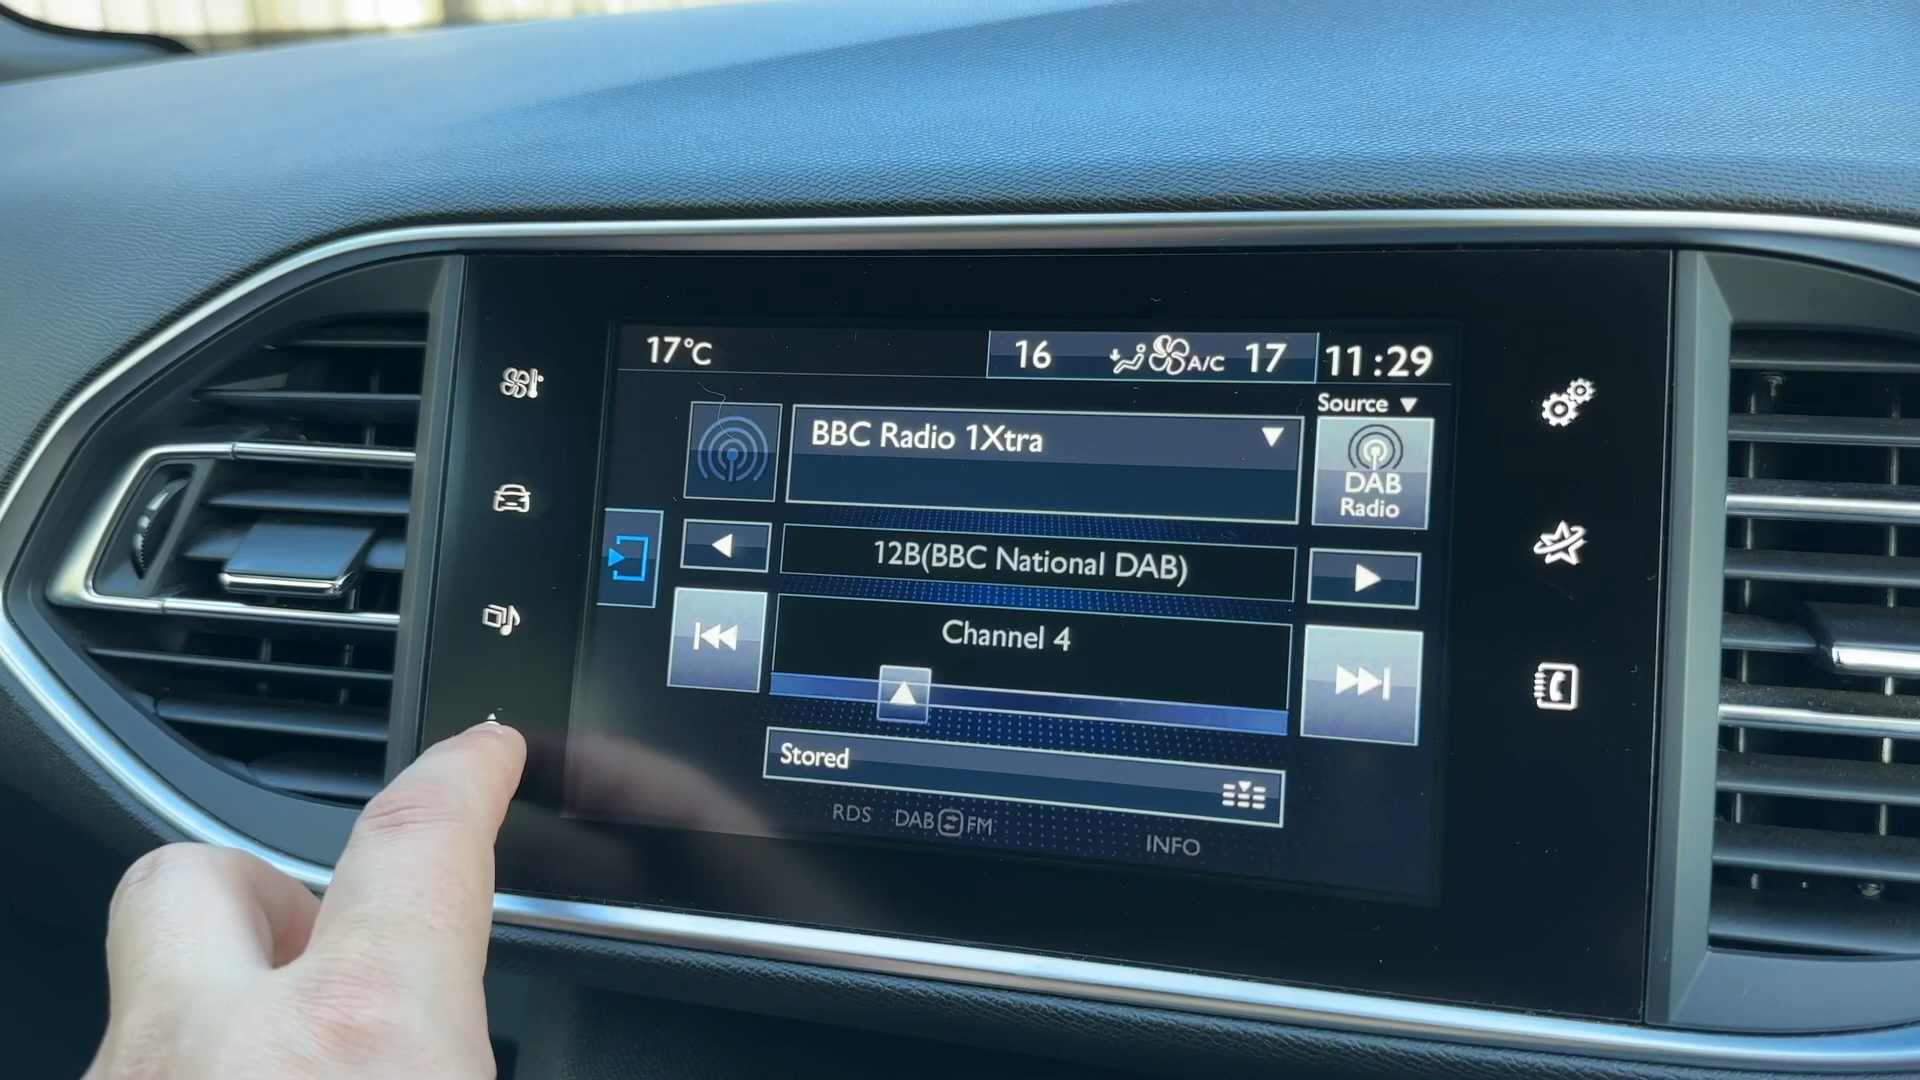 17°C
16
A/C
17
11:29
Source
BBC Radio 1Xtra
DAB
Radio
12B(BBC National DAB)
Channel 4
Stored
RDS
DAB
FM
INFO